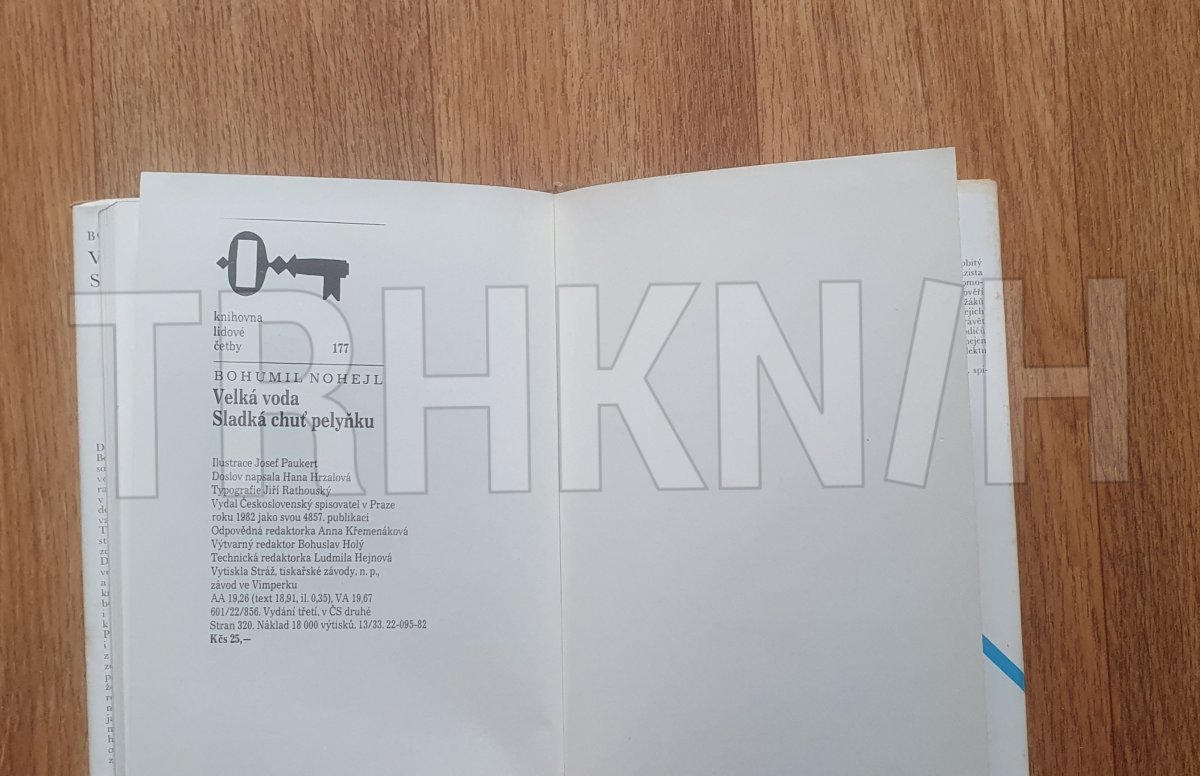 knihovna
lidové
četby 177
BOHUMIL NOHEJL
Velká voda
Sladká chuť pelyňku
Ilustrace Josef Paukert
Doslov napsala Hana Hrzalová
Typografie Jiří Rathouský
Vydal Československý spisovatel v Praze
roku 1982 jako svou 4857. publikaci
Odpovědná redaktorka Anna Křemenáková
Výtvarný redaktor Bohuslav Holý
Technická redaktorka Ludmila Hejnová
Vytiskla Stráž, tiskařské závody, n. p.,
závod ve Vimperku
AA 19,26 (text 18,91, il. 0,35), VA 19,67
601/22/856. Vydání třetí, v ČS druhé
Stran 320. Náklad 18 000 výtisků. 13/33. 22-095-82
Kčs 25,—
TRHKN/H